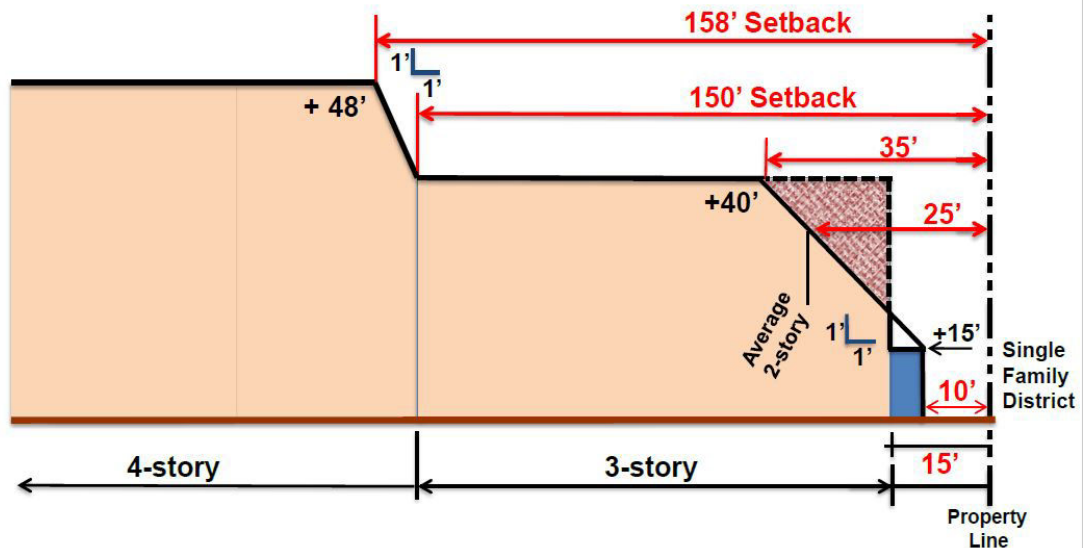 158’ Setback
1’
1’
+ 48’
150’ Setback
35’
+40’
25’
Average
2-story
1’
1’
+15’
Single
Family
District
10’
4-story
3-story
15’
Property
Line